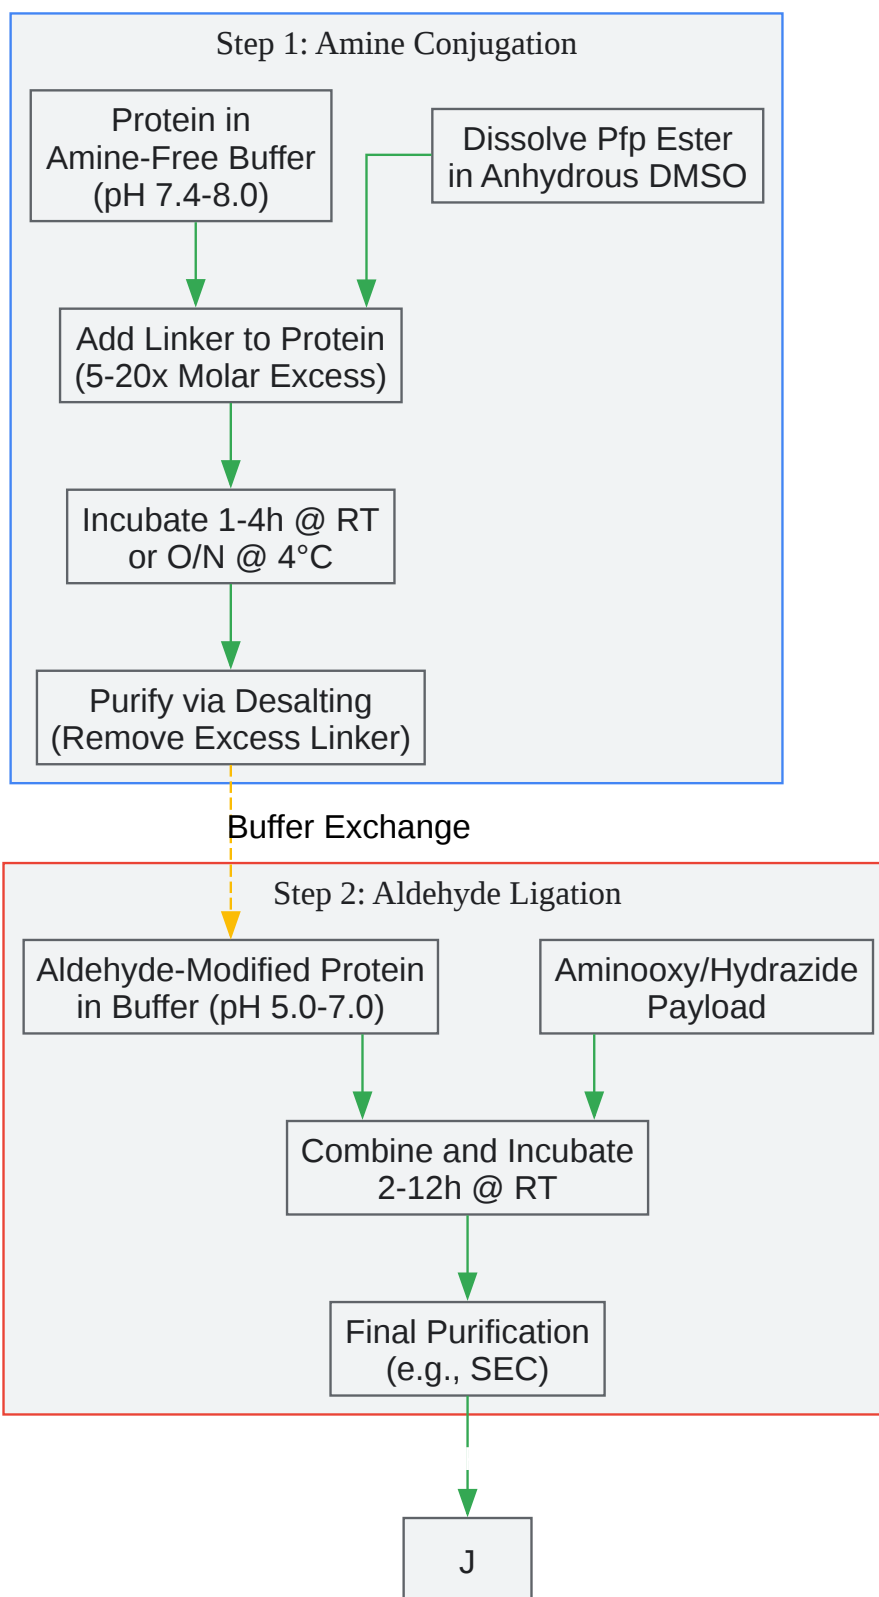 Step 1: Amine Conjugation
Protein in
Amine-Free Buffer
(pH 7.4-8.0)
Dissolve Pfp Ester
in Anhydrous DMSO
Add Linker to Protein
(5-20x Molar Excess)
Incubate 1-4h @ RT
or O/N @ 4°C
Purify via Desalting
(Remove Excess Linker)
Buffer Exchange
Step 2: Aldehyde Ligation
Aldehyde-Modified Protein
in Buffer (pH 5.0-7.0)
Aminooxy/Hydrazide
Payload
Combine and Incubate
2-12h @ RT
Final Purification
(e.g., SEC)
J